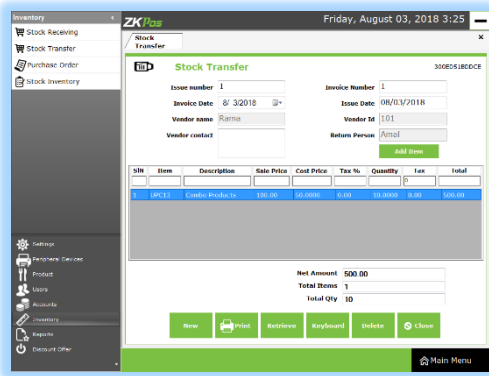 Inventory
Stock Receiving
Stock Transfer
Purchase Order
Stock Inventory
Settings
Peripheral Devices
Product
Users
Accounts
Inventory
Reports
Discount Offer
ZKPos
Friday, August 03, 2018 3:25
Stock Transfer
x
Stock Transfer
300ED51BDDCE
Issue number 1
Invoice Number 1
Invoice Date 8/ 3/2018
Issue Date 08/03/2018
Vendor name Rama
Vendor Id 101
Vendor contact
Return Person Amal
Add Item
SlN Item Description Sale Price Cost Price Tax % Quantity Tax Total
0
1 UPC13 Combo Products 100.00 50.0000 0.00 10.0000 0.00 500.00
Net Amount 500.00
Total Items 1
Total Qty 10
New Print Retrieve Keyboard Delete Close
Main Menu